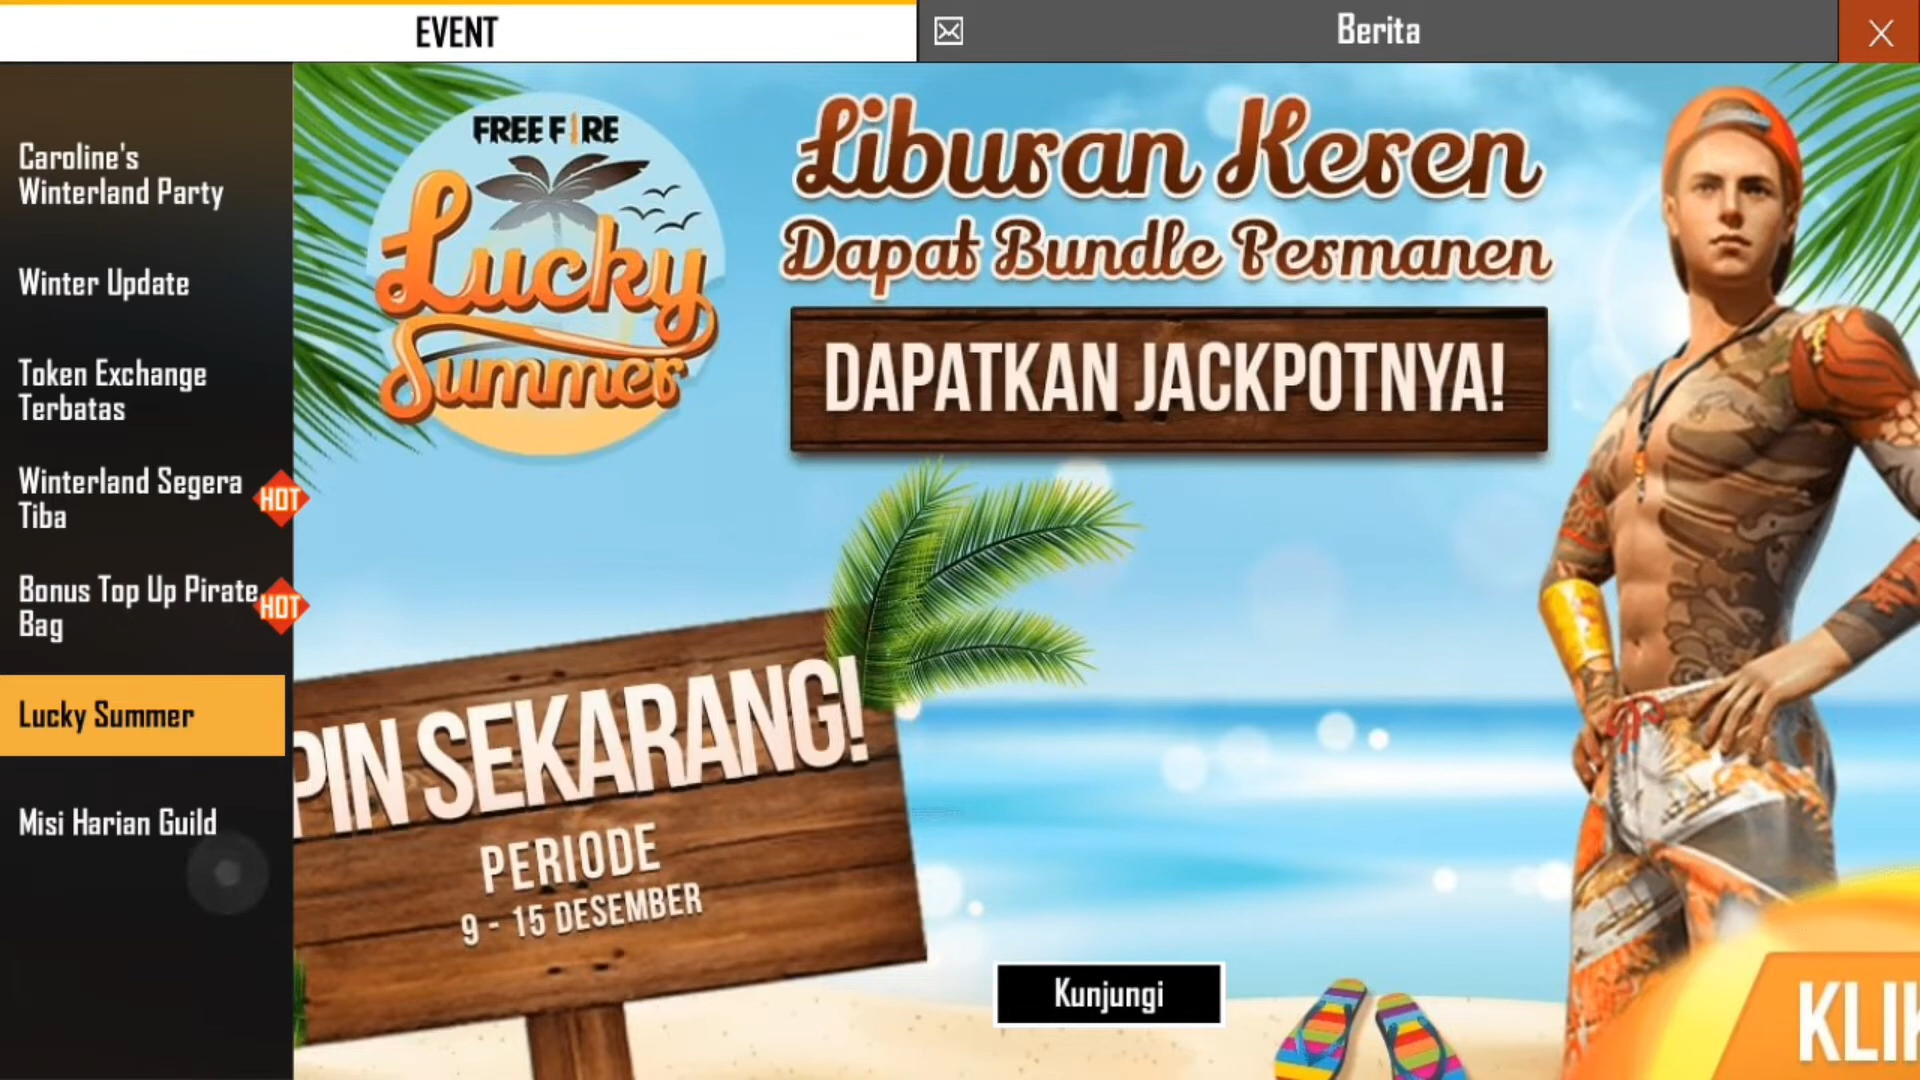 EVENT
Berita
Caroline's
Winterland Party
Winter Update
Token Exchange
Terbatas
Winterland Segera
Tiba
HOT
Bonus Top Up Pirate
Bag
HOT
Lucky Summer
Misi Harian Guild
FREE FIRE
Lucky
Summer
Liburan Keren
Dapat Bundle Permanen
DAPATKAN JACKPOTNYA!
PIN SEKARANG!
PERIODE
9 - 15 DESEMBER
Kunjungi
KLIK